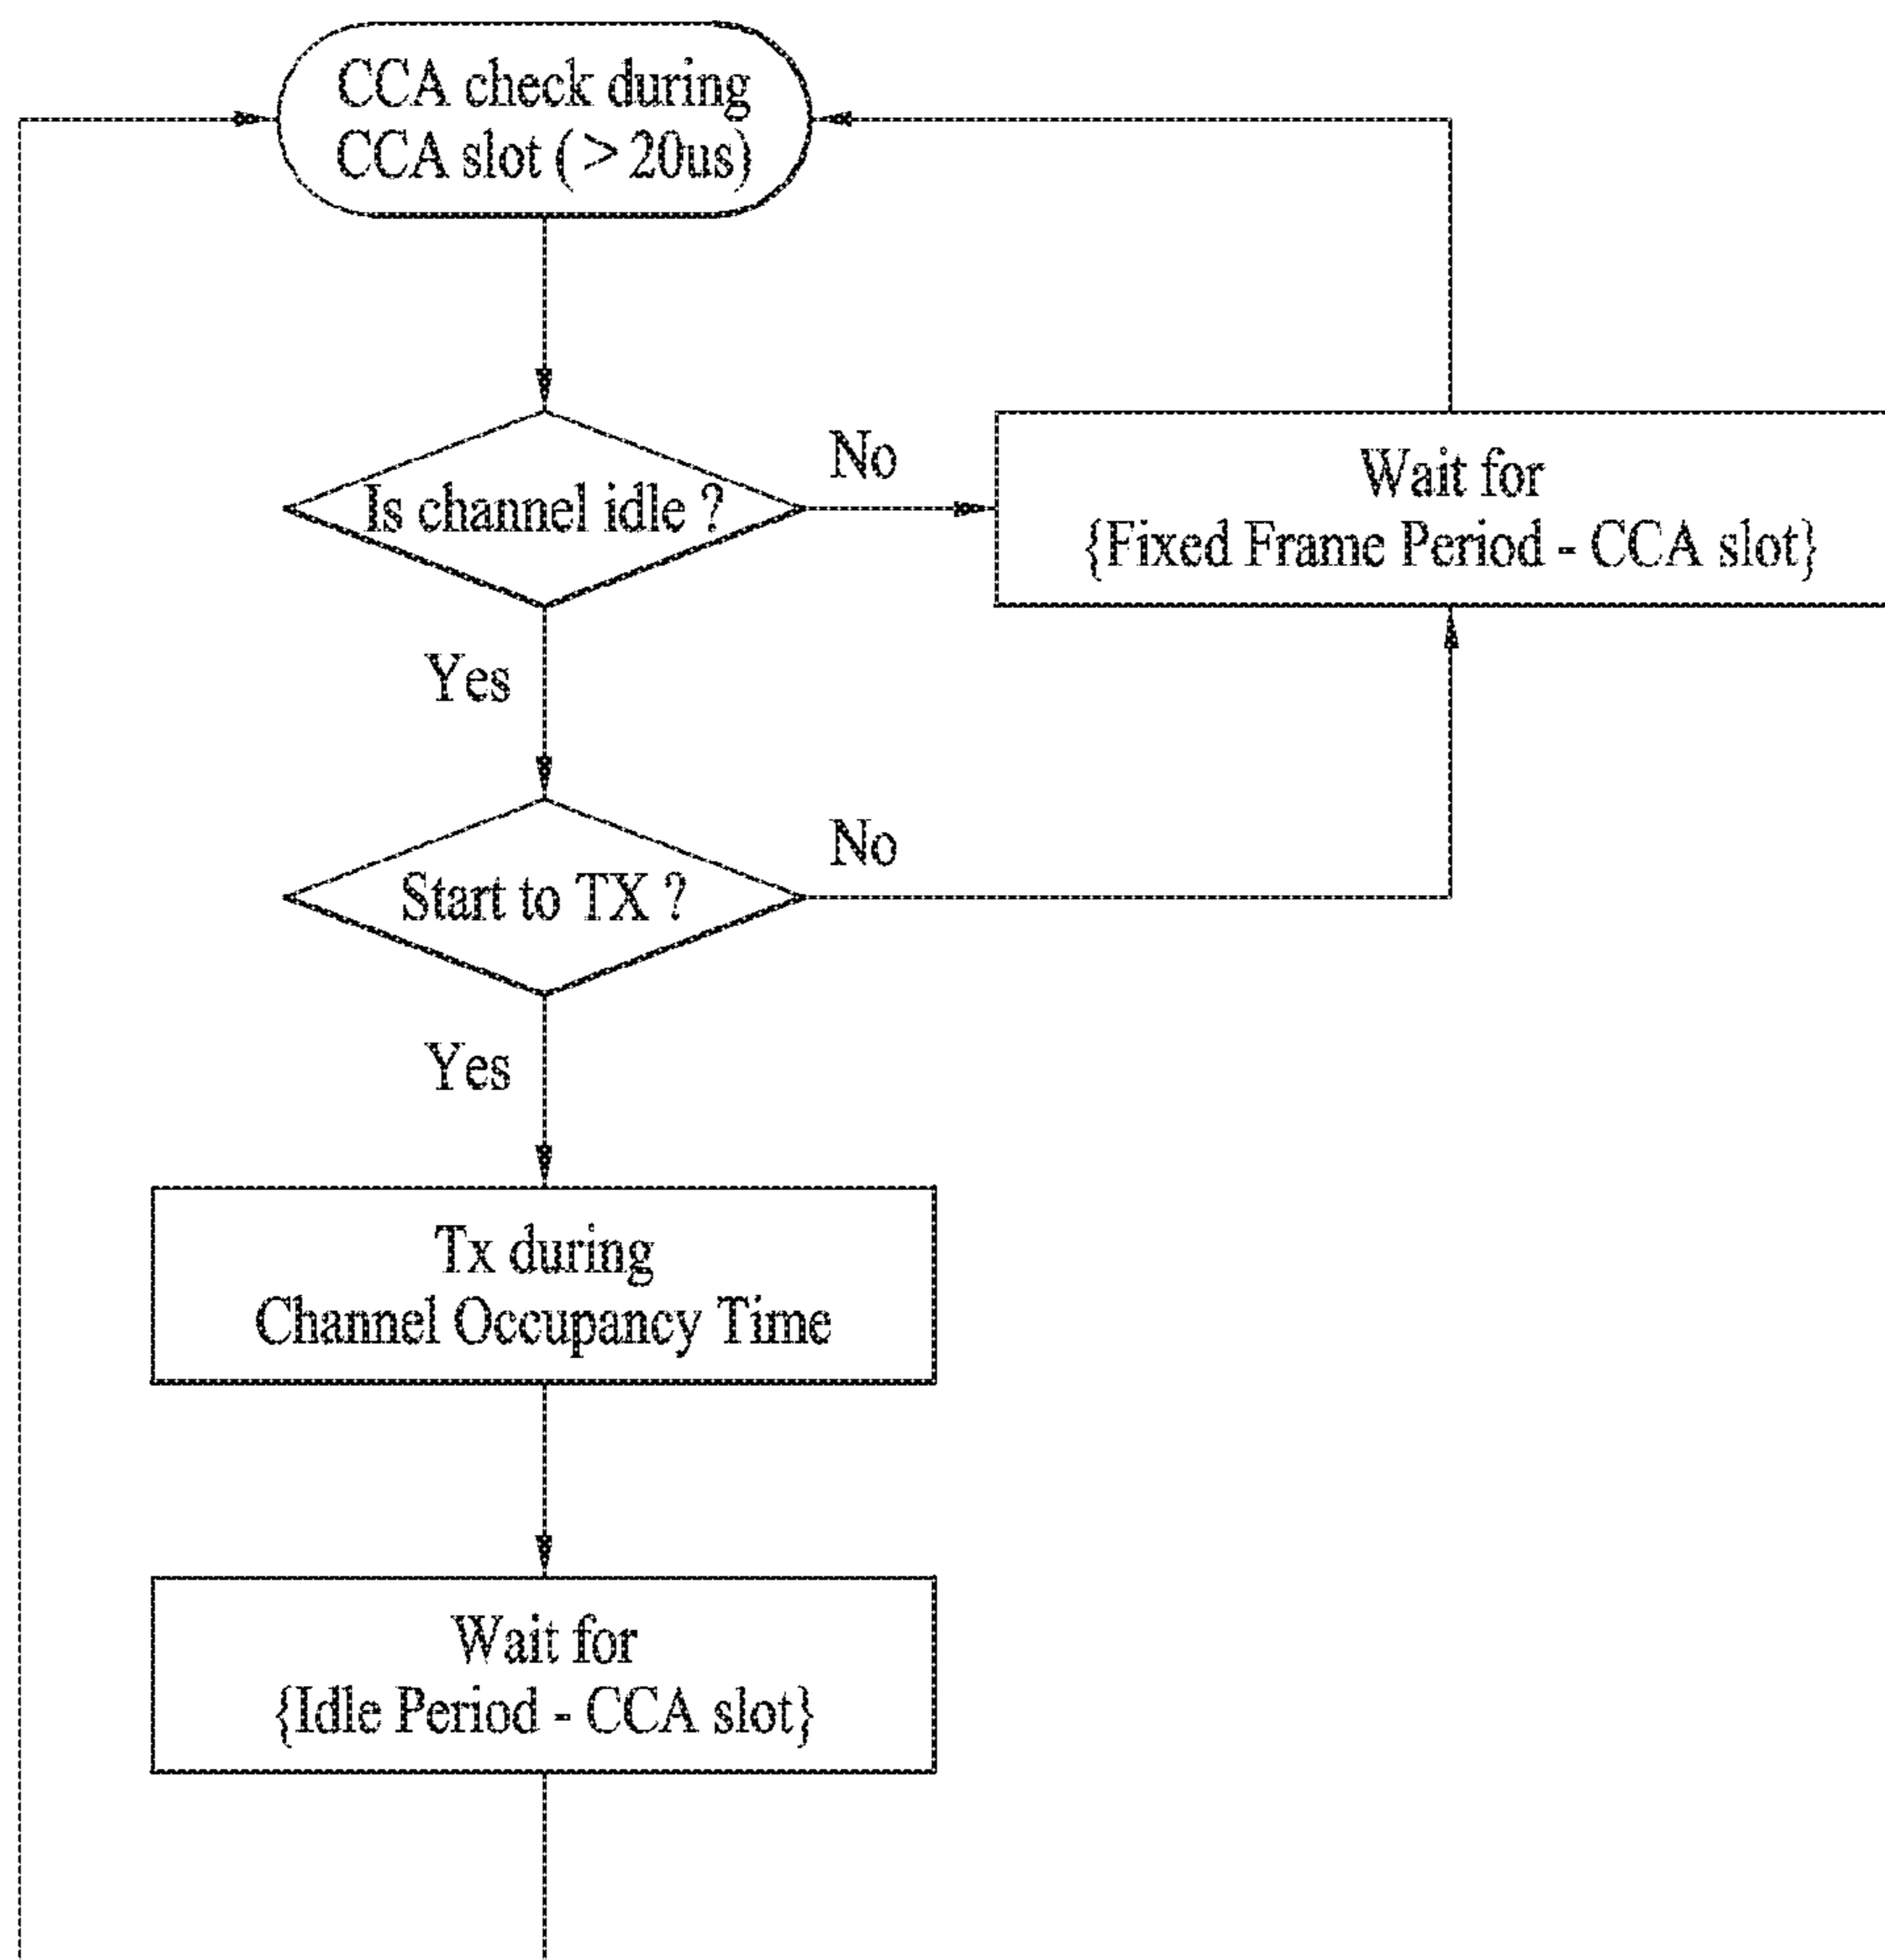 CCA check during
CCA slot ( > 20us)
Is channel idle ?
No
Wait for
{Fixed Frame Period - CCA slot}
Yes
Start to TX ?
No
Yes
Tx during
Channel Occupancy Time
Wait for
{Idle Period - CCA slot}